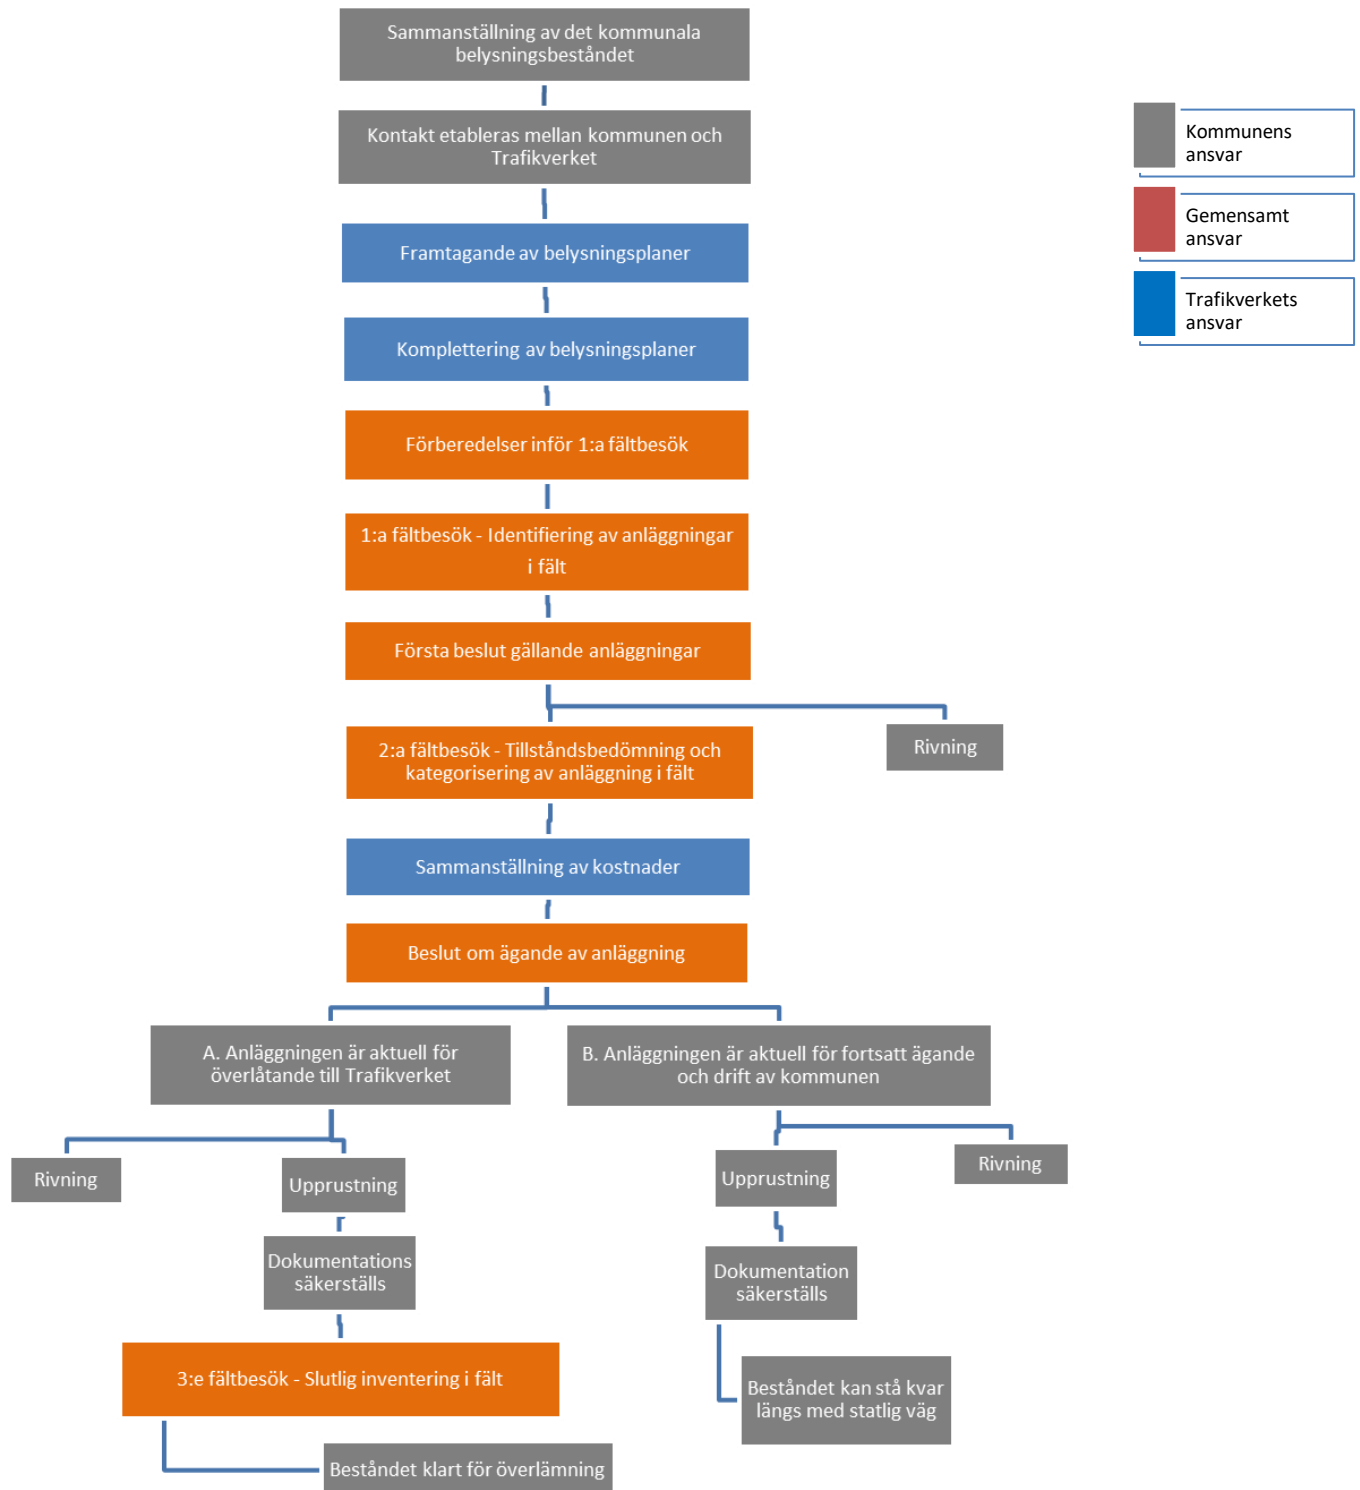 Sammanställning av det kommunala
belysningsbeståndet
Kontakt etableras mellan kommunen och
Trafikverket
Framtagande av belysningsplaner
Komplettering av belysningsplaner
Förberedelser inför 1:a fältbesök
1:a fältbesök - Identifiering av anläggningar
i fält
Första beslut gällande anläggningar
Rivning
2:a fältbesök - Tillståndsbedömning och
kategorisering av anläggning i fält
Sammanställning av kostnader
Beslut om ägande av anläggning
A. Anläggningen är aktuell för
överlåtande till Trafikverket
B. Anläggningen är aktuell för fortsatt ägande
och drift av kommunen
Rivning
Upprustning
Upprustning
Rivning
Dokumentations
säkerställs
Dokumentation
säkerställs
3:e fältbesök - Slutlig inventering i fält
Beståndet kan stå kvar
längs med statlig väg
Beståndet klart för överlämning
Kommunens
ansvar
Gemensamt
ansvar
Trafikverkets
ansvar